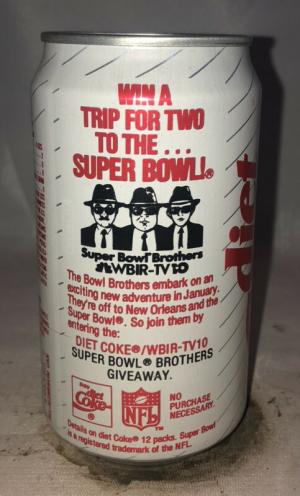 WIN A
TRIP FOR TWO
TO THE . . .
SUPER BOWL!®
Super Bowl Brothers
WBIR-TV10
The Bowl Brothers embark on an
exciting new adventure in January.
They're off to New Orleans and the
Super Bowl®. So join them by
entering the:
DIET COKE®/WBIR-TV10
SUPER BOWL® BROTHERS
GIVEAWAY.
diet
Coke
®
NFL
TM
NO
PURCHASE
NECESSARY.
Details on diet Coke® 12 packs. Super Bowl
is a registered trademark of the NFL.
diet